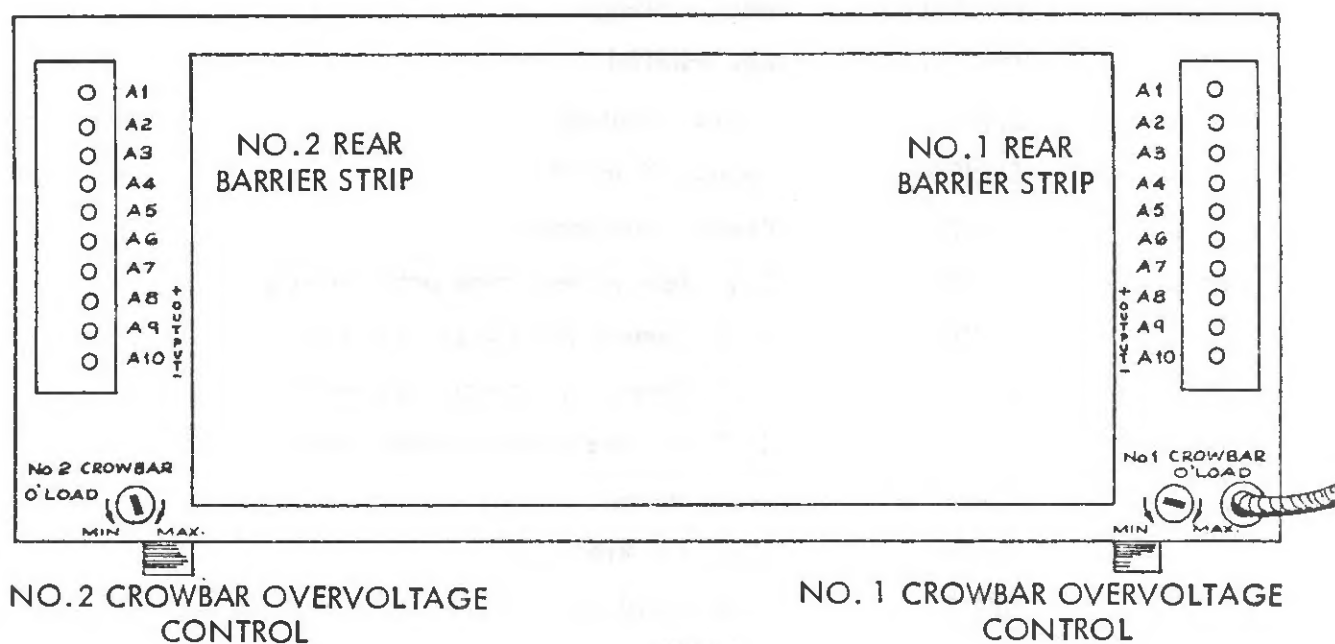 A1
A2
A3
A4
A5
A6
A7
A8
A9
A10
+ OUTPUT -
NO.2 REAR
BARRIER STRIP
NO.1 REAR
BARRIER STRIP
A1
A2
A3
A4
A5
A6
A7
A8
A9
A10
+ OUTPUT -
No 2 CROWBAR
O'LOAD
MIN MAX.
No 1 CROWBAR
O'LOAD
MIN MAX.
NO.2 CROWBAR OVERVOLTAGE
CONTROL
NO. 1 CROWBAR OVERVOLTAGE
CONTROL